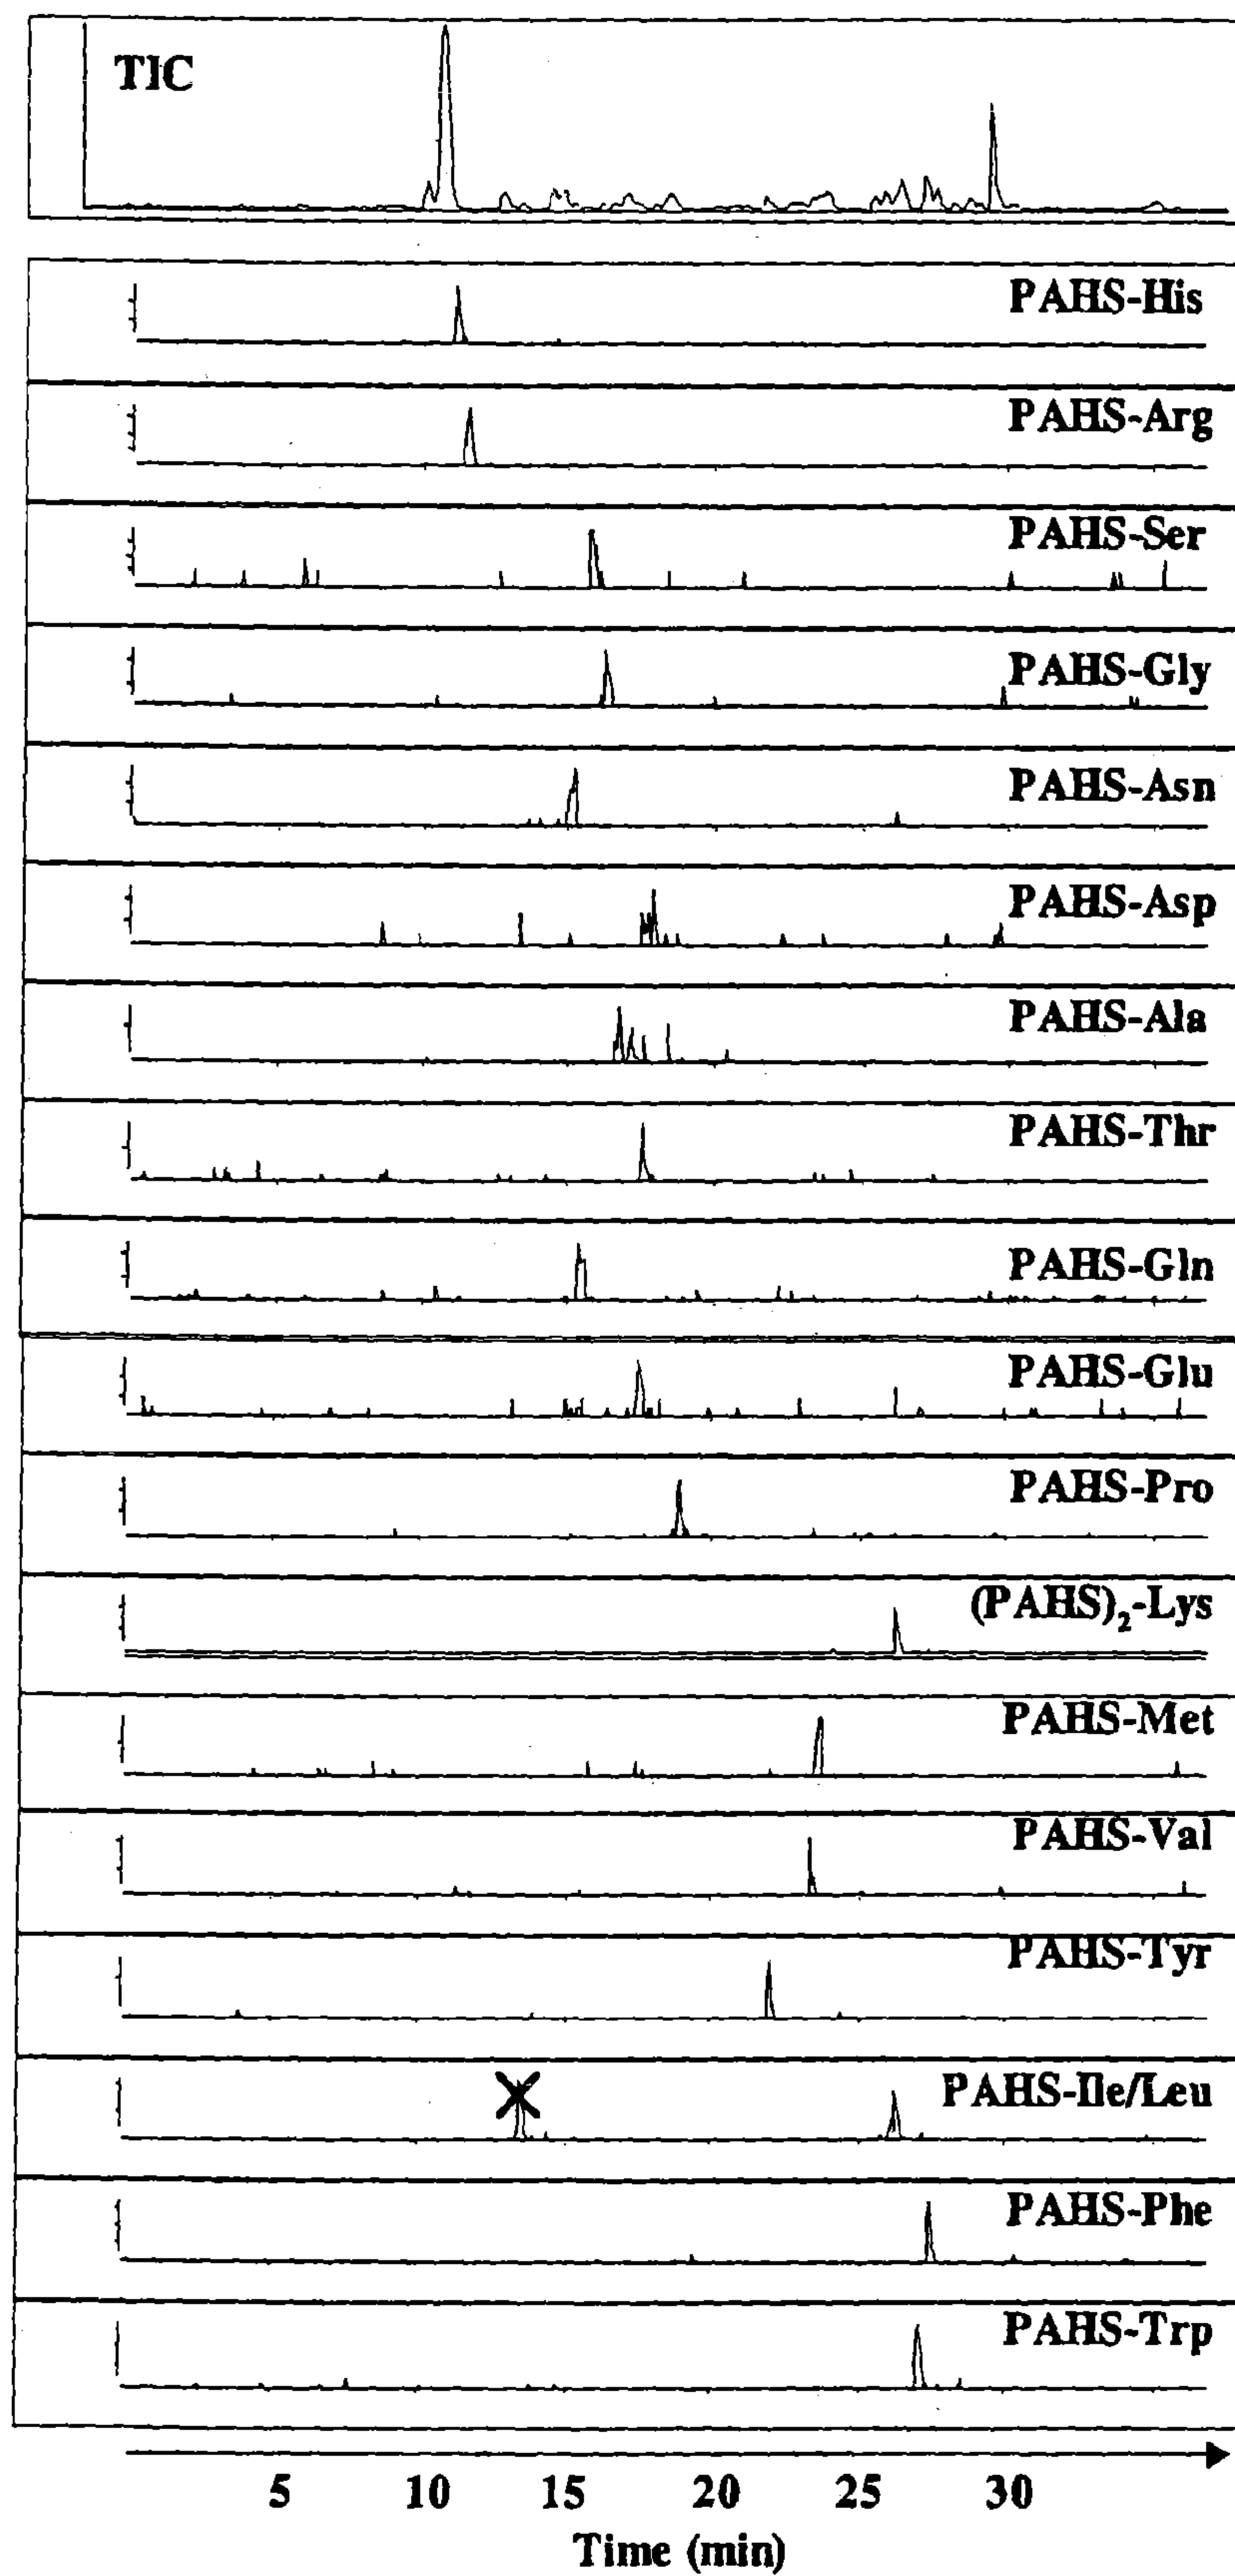 TIC
PAHS-His
PAHS-Arg
PAHS-Ser
PAHS-Gly
PAHS-Asn
PAHS-Asp
PAHS-Ala
PAHS-Thr
PAHS-Gln
PAHS-Glu
PAHS-Pro
(PAHS)₂-Lys
PAHS-Met
PAHS-Val
PAHS-Tyr
PAHS-Ile/Leu
PAHS-Phe
PAHS-Trp
5 10 15 20 25 30
Time (min)